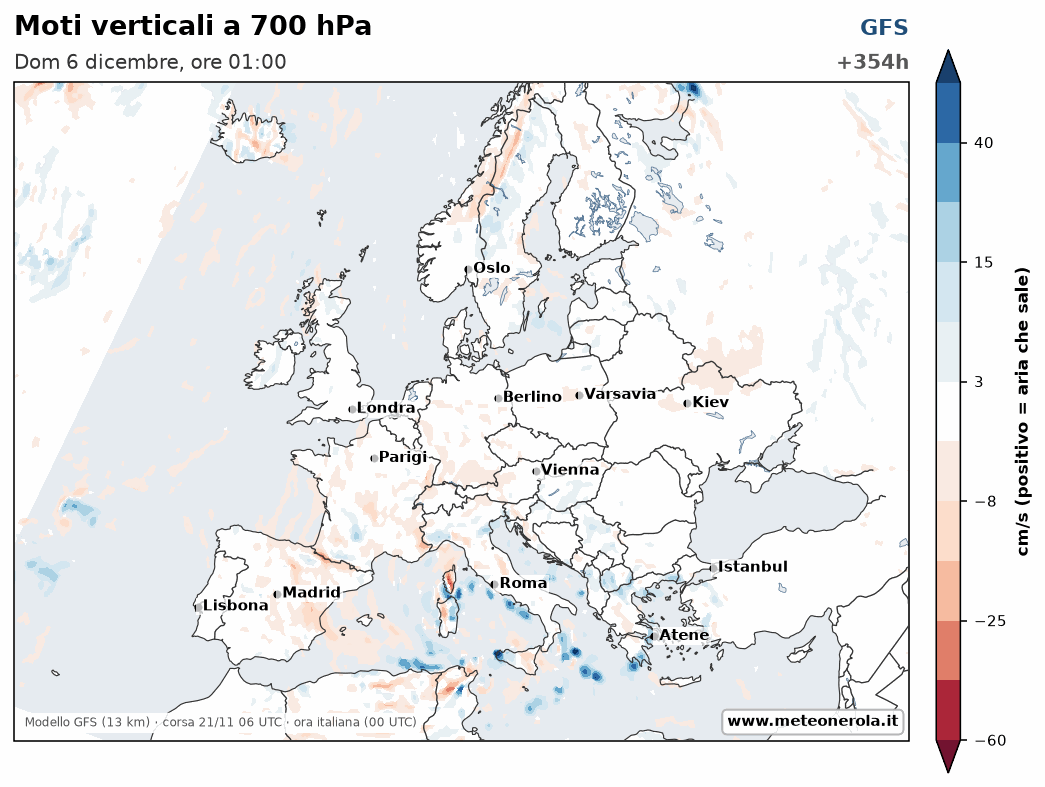 Moti verticali a 700 hPa
GFS
Dom 6 dicembre, ore 01:00
+354h
40
15
3
−8
−25
−60
cm/s (positivo = aria che sale)
Oslo
Londra
Berlino
Varsavia
Kiev
Parigi
Vienna
Istanbul
Roma
Madrid
Lisbona
Atene
Modello GFS (13 km) · corsa 21/11 06 UTC · ora italiana (00 UTC)
www.meteonerola.it